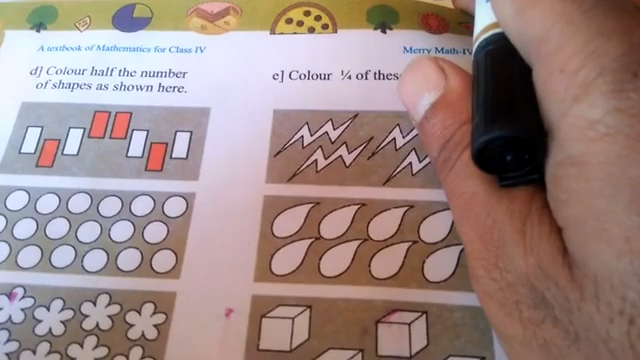 A textbook of Mathematics for Class IV
Merry Math-IV
d] Colour half the number
of shapes as shown here.
e] Colour ¼ of these